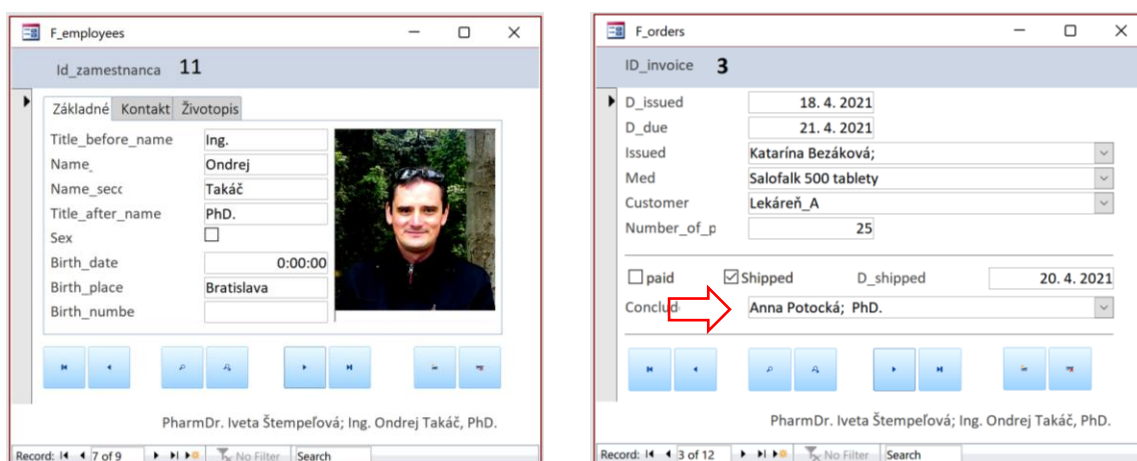 F_employees
Id_zamestnanca 11
Základné Kontakt Životopis
Title_before_name Ing.
Name_ Ondrej
Name_secc Takáč
Title_after_name PhD.
Sex
Birth_date 0:00:00
Birth_place Bratislava
Birth_numbe
PharmDr. Iveta Štempeľová; Ing. Ondrej Takáč, PhD.
Record: 7 of 9 No Filter Search
F_orders
ID_invoice 3
D_issued 18. 4. 2021
D_due 21. 4. 2021
Issued Katarína Bezáková;
Med Salofalk 500 tablety
Customer Lekáreň_A
Number_of_p 25
paid Shipped D_shipped 20. 4. 2021
Conclud Anna Potocká; PhD.
PharmDr. Iveta Štempeľová; Ing. Ondrej Takáč, PhD.
Record: 3 of 12 No Filter Search